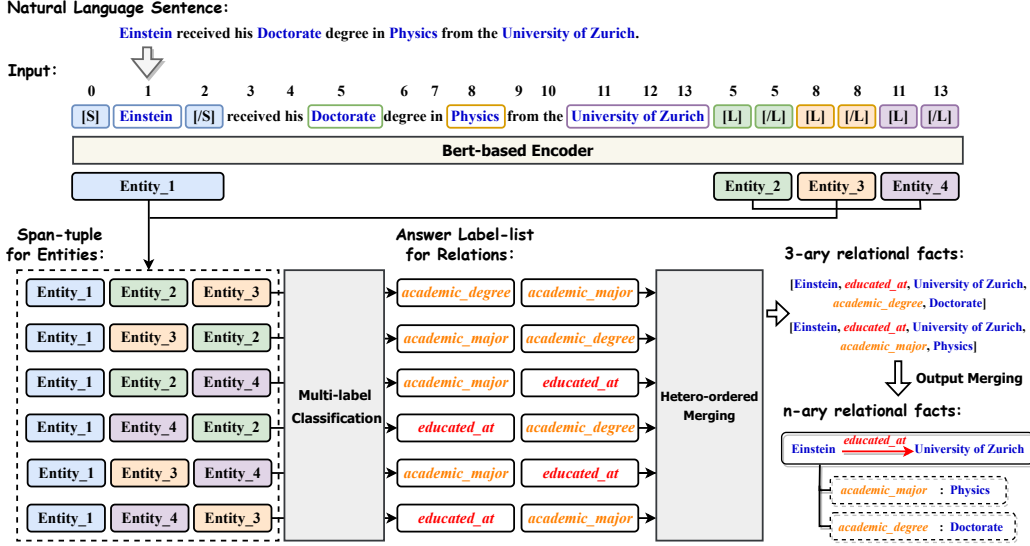 Natural Language Sentence:
Einstein received his Doctorate degree in Physics from the University of Zurich.
Input:
0 1 2 3 4 5 6 7 8 9 10 11 12 13 5 5 8 8 11 13
[S] Einstein [/S] received his Doctorate degree in Physics from the University of Zurich [L] [/L] [L] [/L] [L] [/L]
Bert-based Encoder
Entity_1 Entity_2 Entity_3 Entity_4
Span-tuple
for Entities:
Answer Label-list
for Relations:
Entity_1 Entity_2 Entity_3 academic_degree academic_major
Entity_1 Entity_3 Entity_2 academic_major academic_degree
Entity_1 Entity_2 Entity_4 academic_major educated_at
Entity_1 Entity_4 Entity_2 educated_at academic_degree
Entity_1 Entity_3 Entity_4 academic_major educated_at
Entity_1 Entity_4 Entity_3 educated_at academic_major
Multi-label
Classification
Hetero-ordered
Merging
3-ary relational facts:
[Einstein, educated_at, University of Zurich,
academic_degree, Doctorate]
[Einstein, educated_at, University of Zurich,
academic_major, Physics]
Output Merging
n-ary relational facts:
educated_at
Einstein University of Zurich
academic_major : Physics
academic_degree : Doctorate